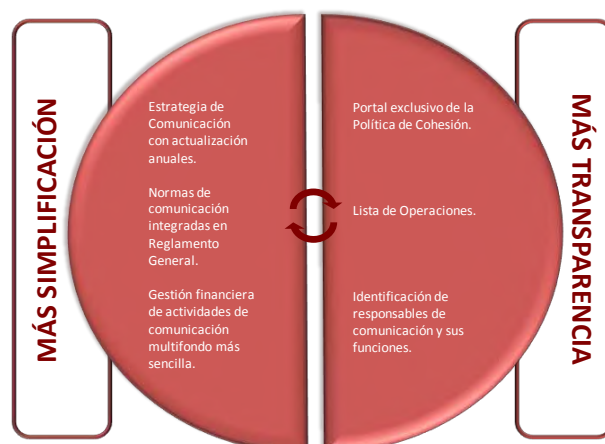 MÁS SIMPLIFICACIÓN
Estrategia de
Comunicación
con actualización
anuales.
Normas de
comunicación
integradas en
Reglamento
General.
Gestión financiera
de actividades de
comunicación
multifondo más
sencilla.
Portal exclusivo de la
Política de Cohesión.
Lista de Operaciones.
Identificación de
responsables de
comunicación y sus
funciones.
MÁS TRANSPARENCIA